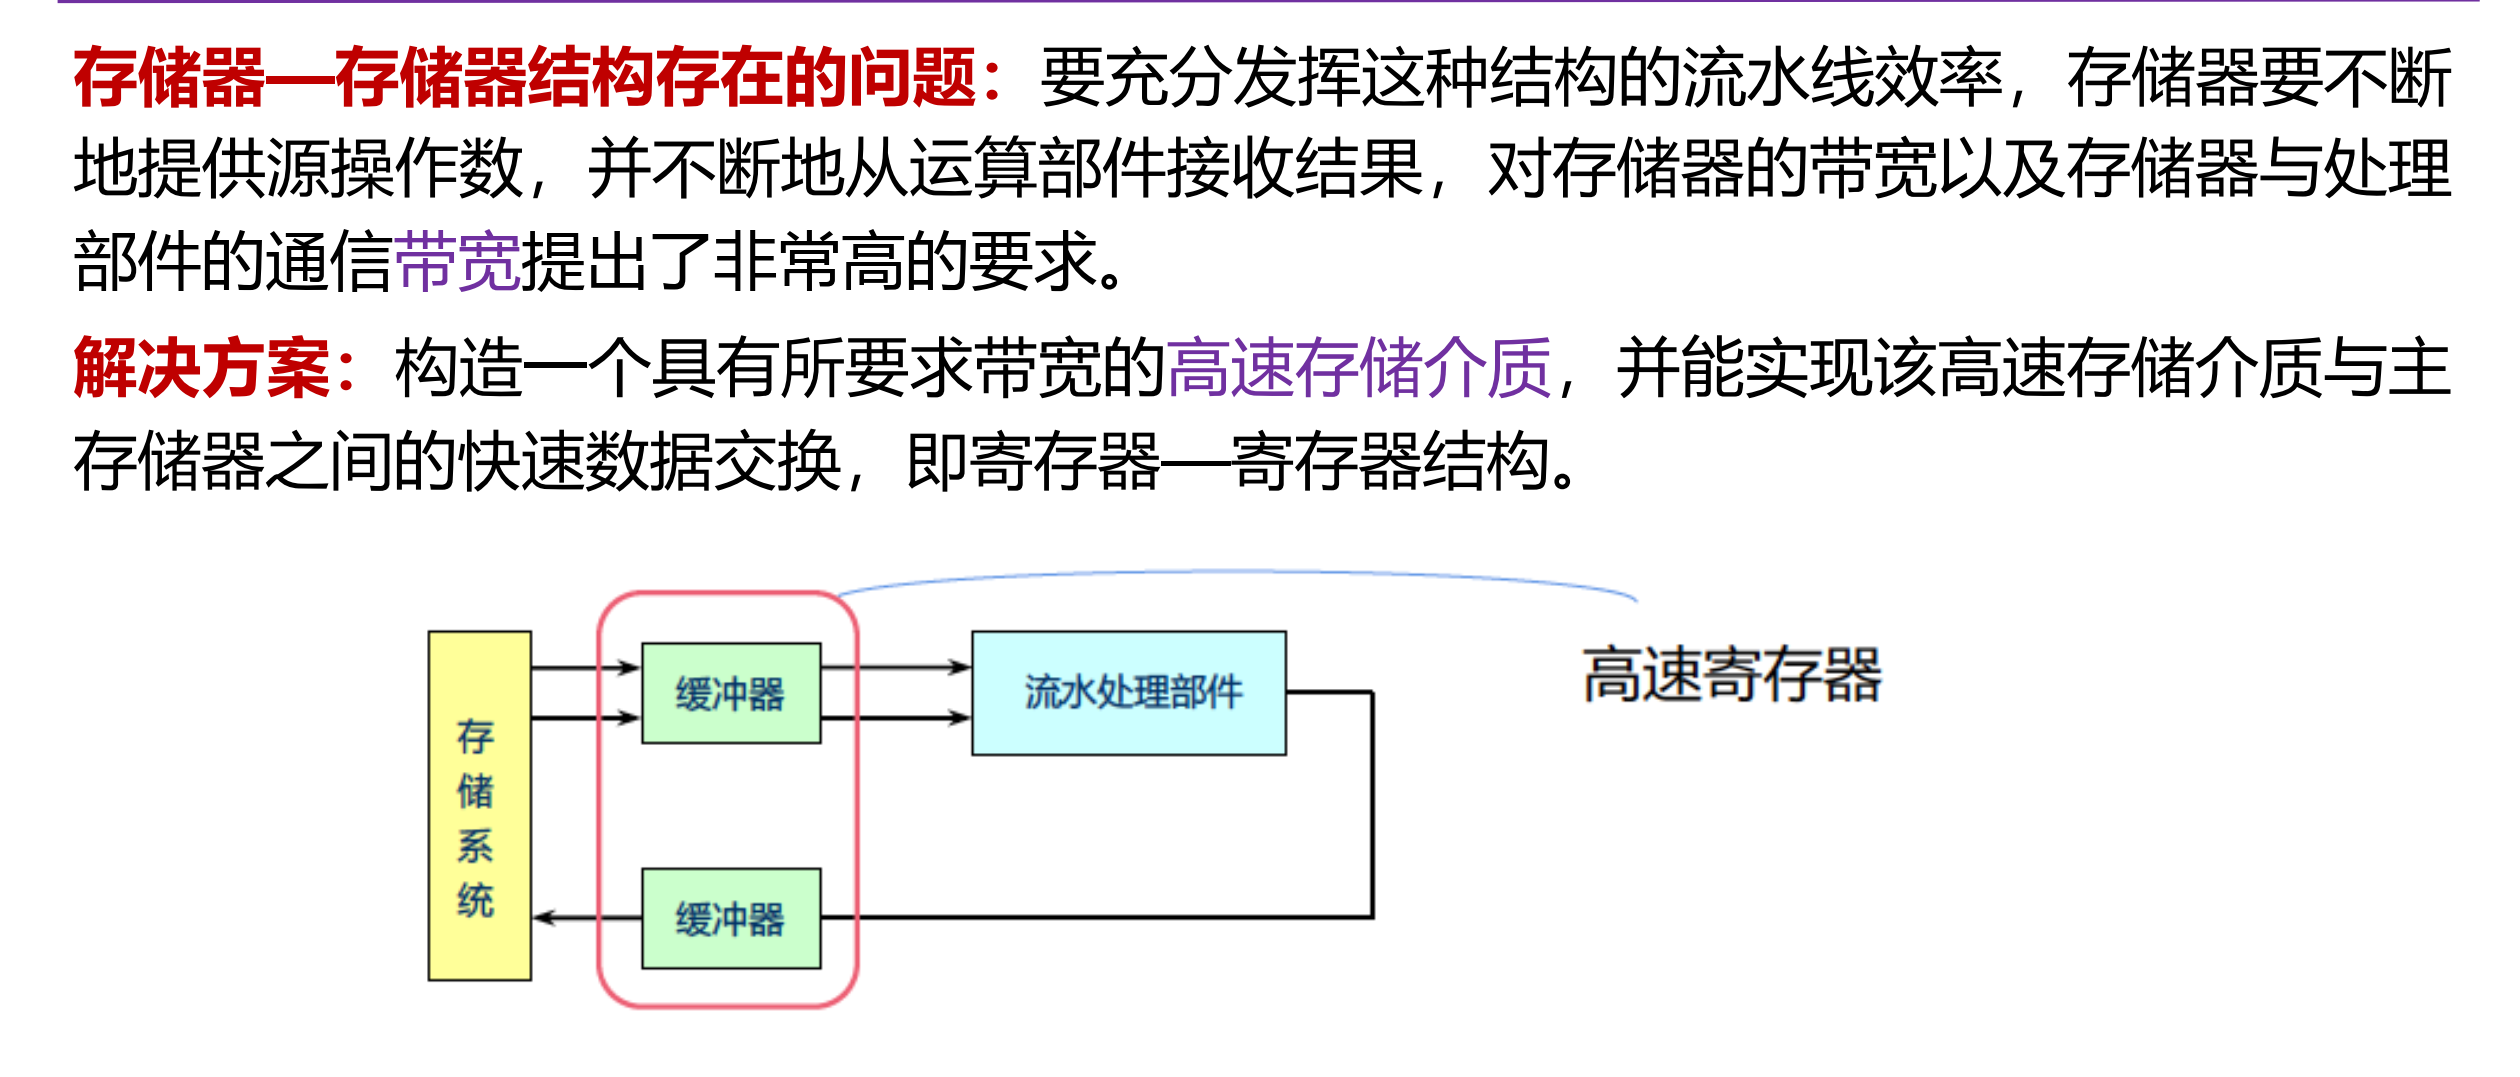 存储器—存储器结构存在的问题：要充分发挥这种结构的流水线效率，存储器要不断
地提供源操作数，并不断地从运算部件接收结果，对存储器的带宽以及存储器与处理
部件的通信带宽提出了非常高的要求。
解决方案：构造一个具有所要求带宽的高速存储介质，并能实现该高速存储介质与主
存储器之间的快速数据交换，即寄存器—寄存器结构。
存储系统
缓冲器
流水处理部件
高速寄存器
缓冲器